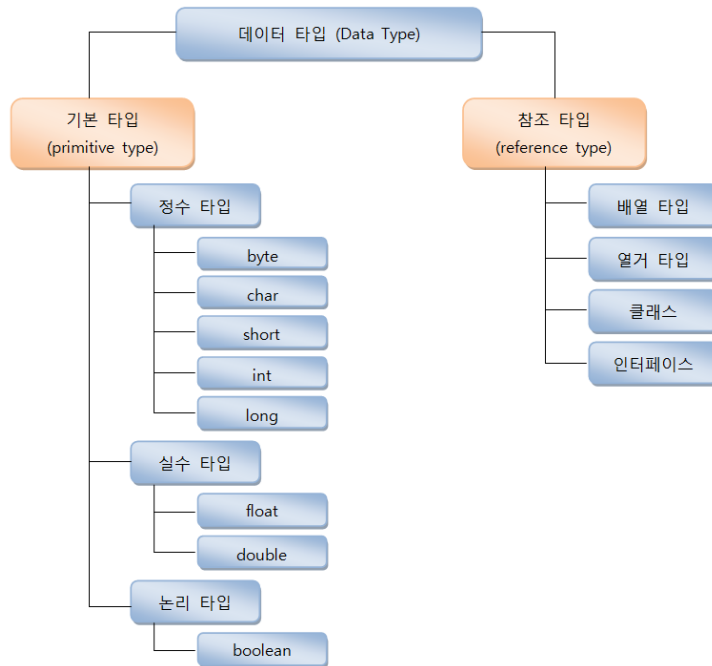 데이터 타입 (Data Type)
기본 타입
(primitive type)
정수 타입
byte
char
short
int
long
실수 타입
float
double
논리 타입
boolean
참조 타입
(reference type)
배열 타입
열거 타입
클래스
인터페이스